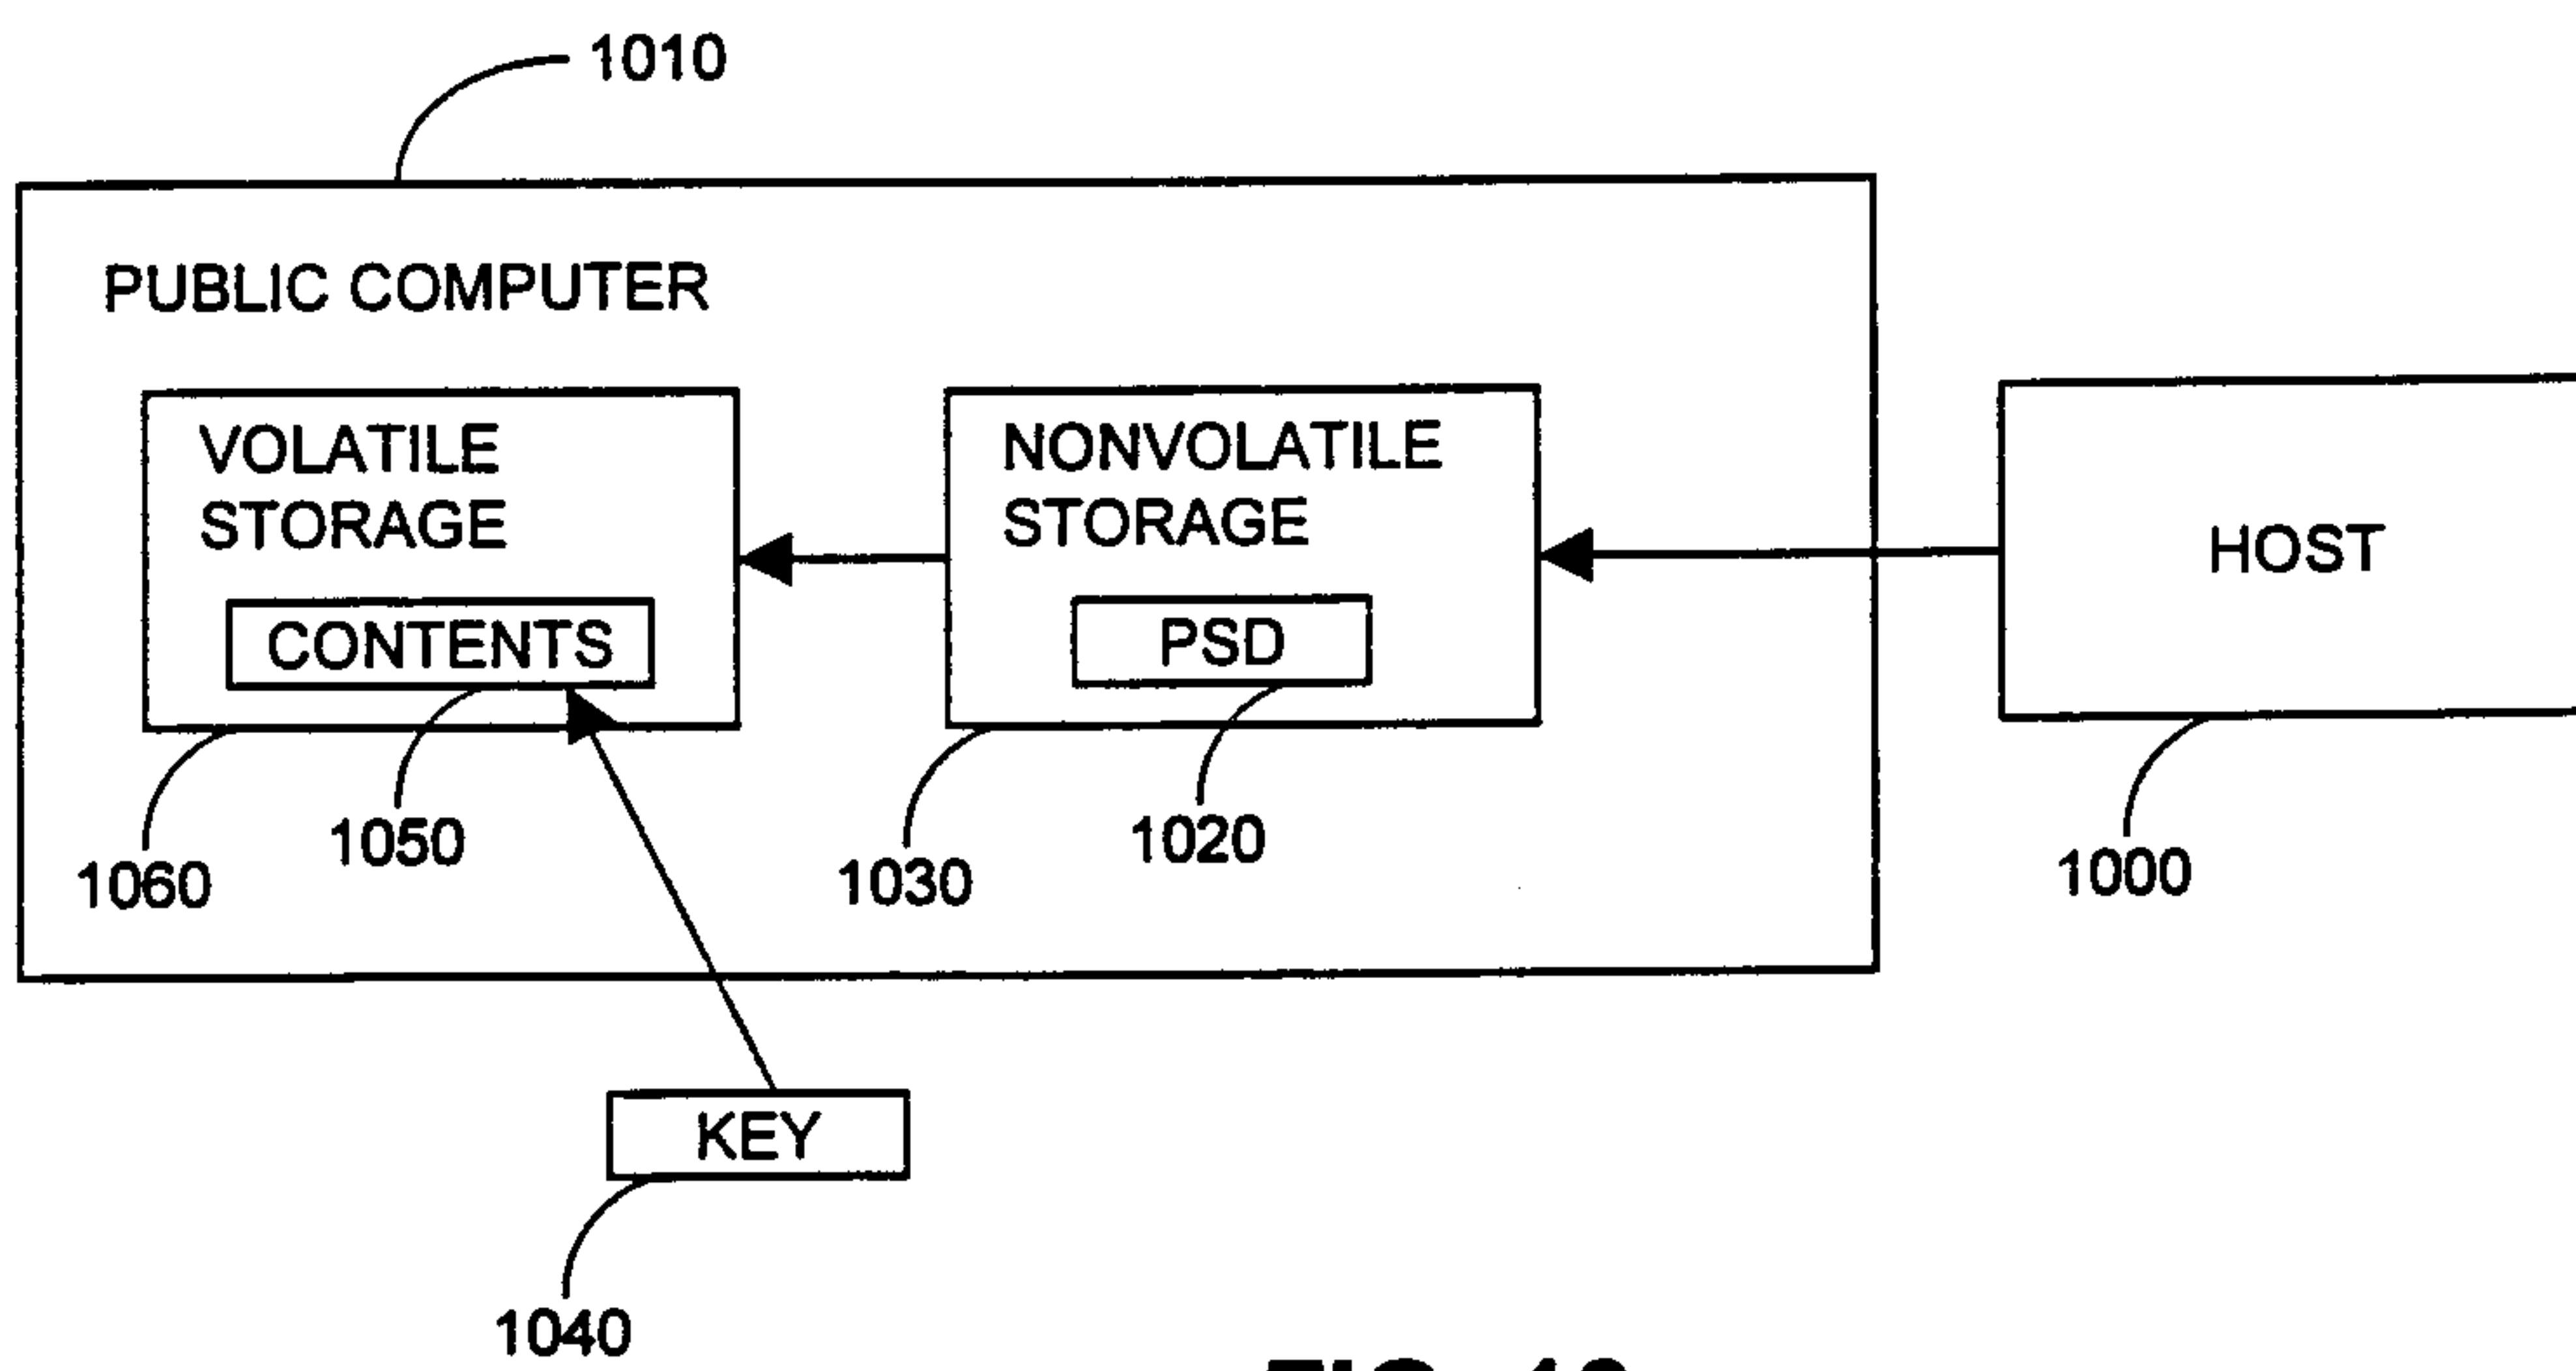 1010
PUBLIC COMPUTER
VOLATILE
STORAGE
CONTENTS
NONVOLATILE
STORAGE
PSD
HOST
1060
1050
1030
1020
1000
KEY
1040